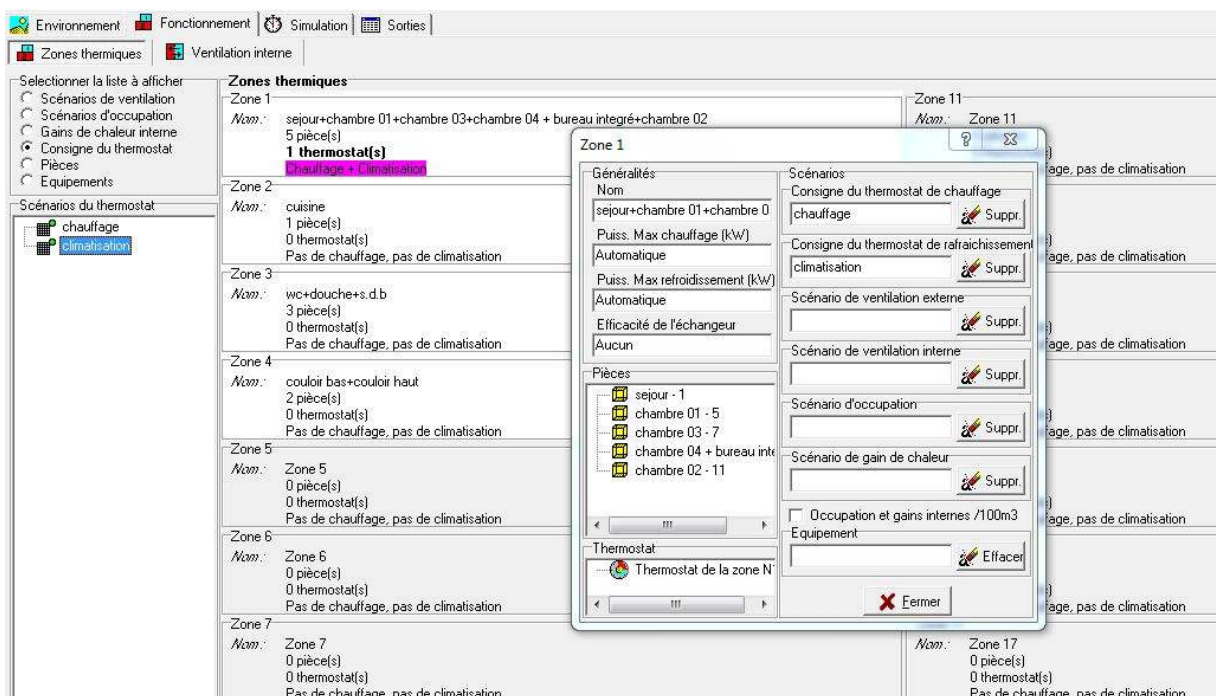 Environnement Fonctionnement Simulation Sorties
Zones thermiques Ventilation interne
Selectionner la liste à afficher
Scénarios de ventilation
Scénarios d'occupation
Gains de chaleur interne
Consigne du thermostat
Pièces
Equipements
Scénarios du thermostat
chauffage
climatisation
Zones thermiques
Zone 1
Nom.: sejour+chambre 01+chambre 03+chambre 04 + bureau integré+chambre 02
5 pièce(s)
1 thermostat(s)
Chauffage + Climatisation
Zone 2
Nom.: cuisine
1 pièce(s)
0 thermostat(s)
Pas de chauffage, pas de climatisation
Zone 3
Nom.: wc+douche+s.d.b
3 pièce(s)
0 thermostat(s)
Pas de chauffage, pas de climatisation
Zone 4
Nom.: couloir bas+couloir haut
2 pièce(s)
0 thermostat(s)
Pas de chauffage, pas de climatisation
Zone 5
Nom.: Zone 5
0 pièce(s)
0 thermostat(s)
Pas de chauffage, pas de climatisation
Zone 6
Nom.: Zone 6
0 pièce(s)
0 thermostat(s)
Pas de chauffage, pas de climatisation
Zone 7
Nom.: Zone 7
0 pièce(s)
0 thermostat(s)
Pas de chauffage, pas de climatisation
Zone 1
Généralités
Nom
sejour+chambre 01+chambre 0
Puiss. Max chauffage (kW)
Automatique
Puiss. Max refroidissement (kW)
Automatique
Efficacité de l'échangeur
Aucun
Pièces
sejour - 1
chambre 01 - 5
chambre 03 - 7
chambre 04 + bureau inte
chambre 02 - 11
Thermostat
Thermostat de la zone N°
Scénarios
Consigne du thermostat de chauffage
chauffage Suppr.
Consigne du thermostat de rafraichissement
climatisation Suppr.
Scénario de ventilation externe
Suppr.
Scénario de ventilation interne
Suppr.
Scénario d'occupation
Suppr.
Scénario de gain de chaleur
Suppr.
Occupation et gains internes /100m3
Equipement
Effacer
Fermer
Zone 11
Nom.: Zone 11
age, pas de climatisation
age, pas de climatisation
age, pas de climatisation
age, pas de climatisation
age, pas de climatisation
age, pas de climatisation
Nom.: Zone 17
0 pièce(s)
0 thermostat(s)
Pas de chauffage, pas de climatisation